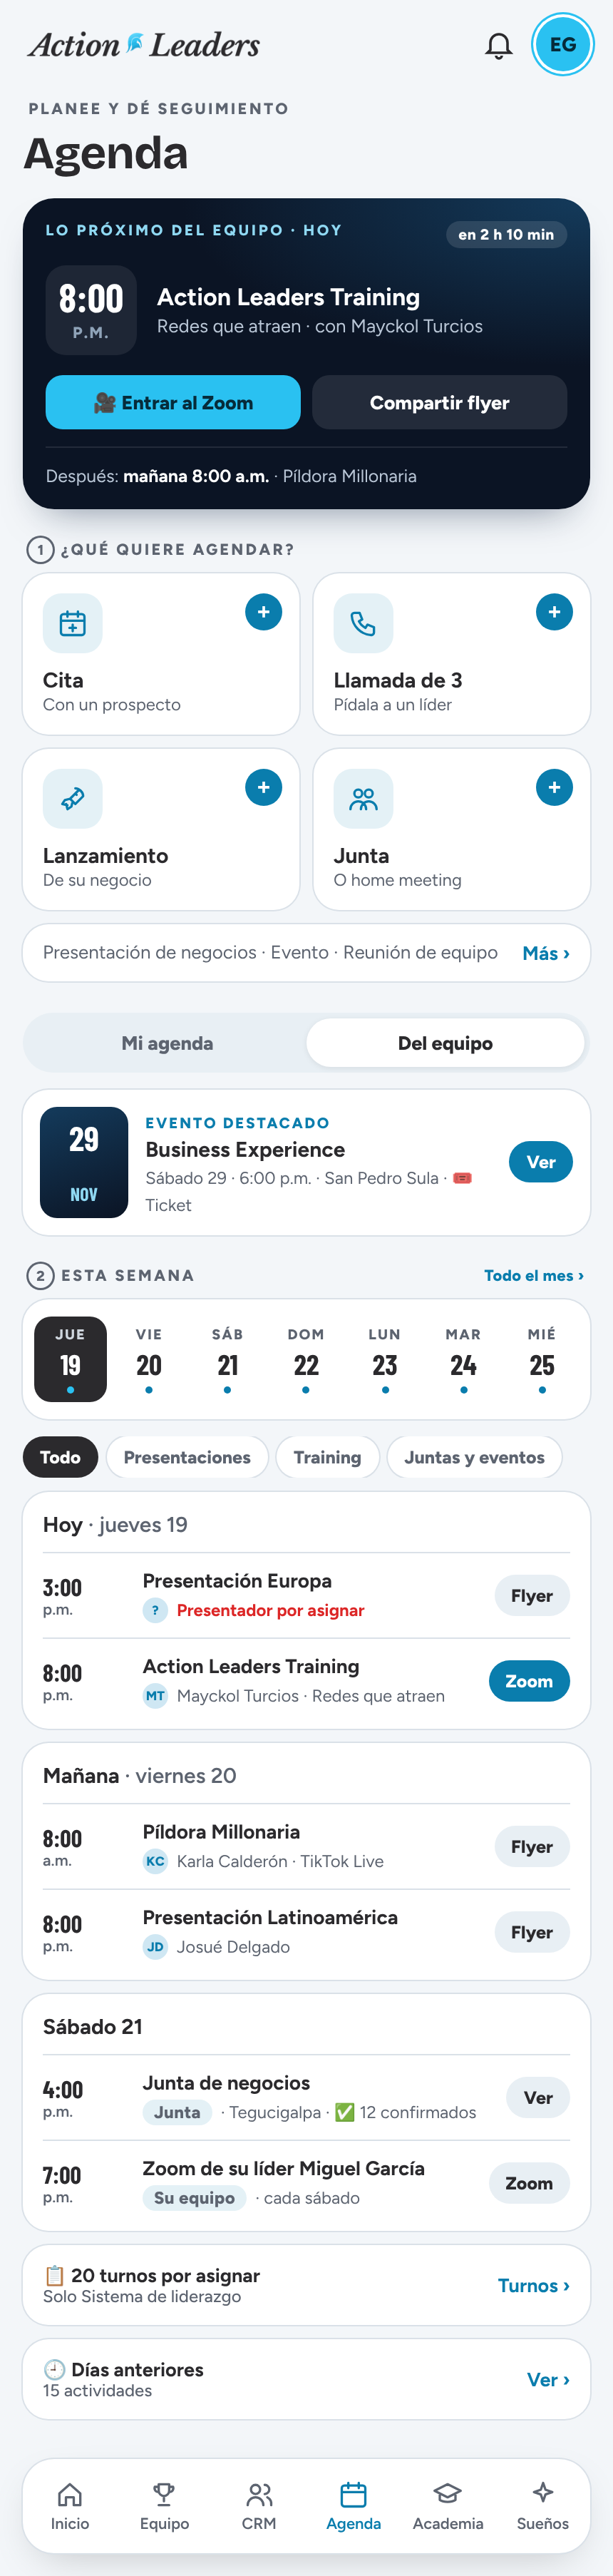 Action Leaders
EG
PLANEE Y DÉ SEGUIMIENTO
Agenda
LO PRÓXIMO DEL EQUIPO · HOY
en 2 h 10 min
8:00
P.M.
Action Leaders Training
Redes que atraen · con Mayckol Turcios
🎥 Entrar al Zoom
Compartir flyer
Después: mañana 8:00 a.m. · Píldora Millonaria
1 ¿QUÉ QUIERE AGENDAR?
+
Cita
Con un prospecto
+
Llamada de 3
Pídala a un líder
+
Lanzamiento
De su negocio
+
Junta
O home meeting
Presentación de negocios · Evento · Reunión de equipo
Más ›
Mi agenda
Del equipo
29
NOV
EVENTO DESTACADO
Business Experience
Sábado 29 · 6:00 p.m. · San Pedro Sula · 🎟️
Ticket
Ver
2 ESTA SEMANA
Todo el mes ›
JUE
19
VIE
20
SÁB
21
DOM
22
LUN
23
MAR
24
MIÉ
25
Todo
Presentaciones
Training
Juntas y eventos
Hoy · jueves 19
3:00
p.m.
Presentación Europa
? Presentador por asignar
Flyer
8:00
p.m.
Action Leaders Training
MT Mayckol Turcios · Redes que atraen
Zoom
Mañana · viernes 20
8:00
a.m.
Píldora Millonaria
KC Karla Calderón · TikTok Live
Flyer
8:00
p.m.
Presentación Latinoamérica
JD Josué Delgado
Flyer
Sábado 21
4:00
p.m.
Junta de negocios
Junta · Tegucigalpa · ✅ 12 confirmados
Ver
7:00
p.m.
Zoom de su líder Miguel García
Su equipo · cada sábado
Zoom
📋 20 turnos por asignar
Solo Sistema de liderazgo
Turnos ›
🕘 Días anteriores
15 actividades
Ver ›
Inicio
Equipo
CRM
Agenda
Academia
Sueños